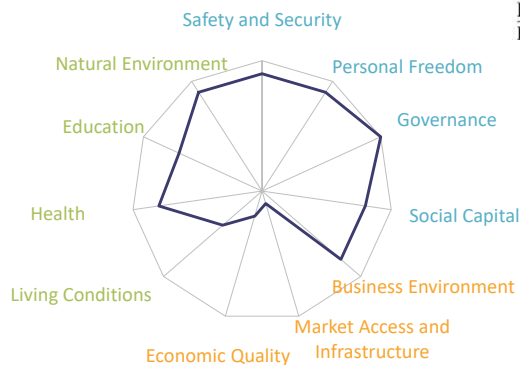 Safety and Security
Natural Environment
Personal Freedom
Education
Governance
Health
Social Capital
Business Environment
Living Conditions
Market Access and
Infrastructure
Economic Quality